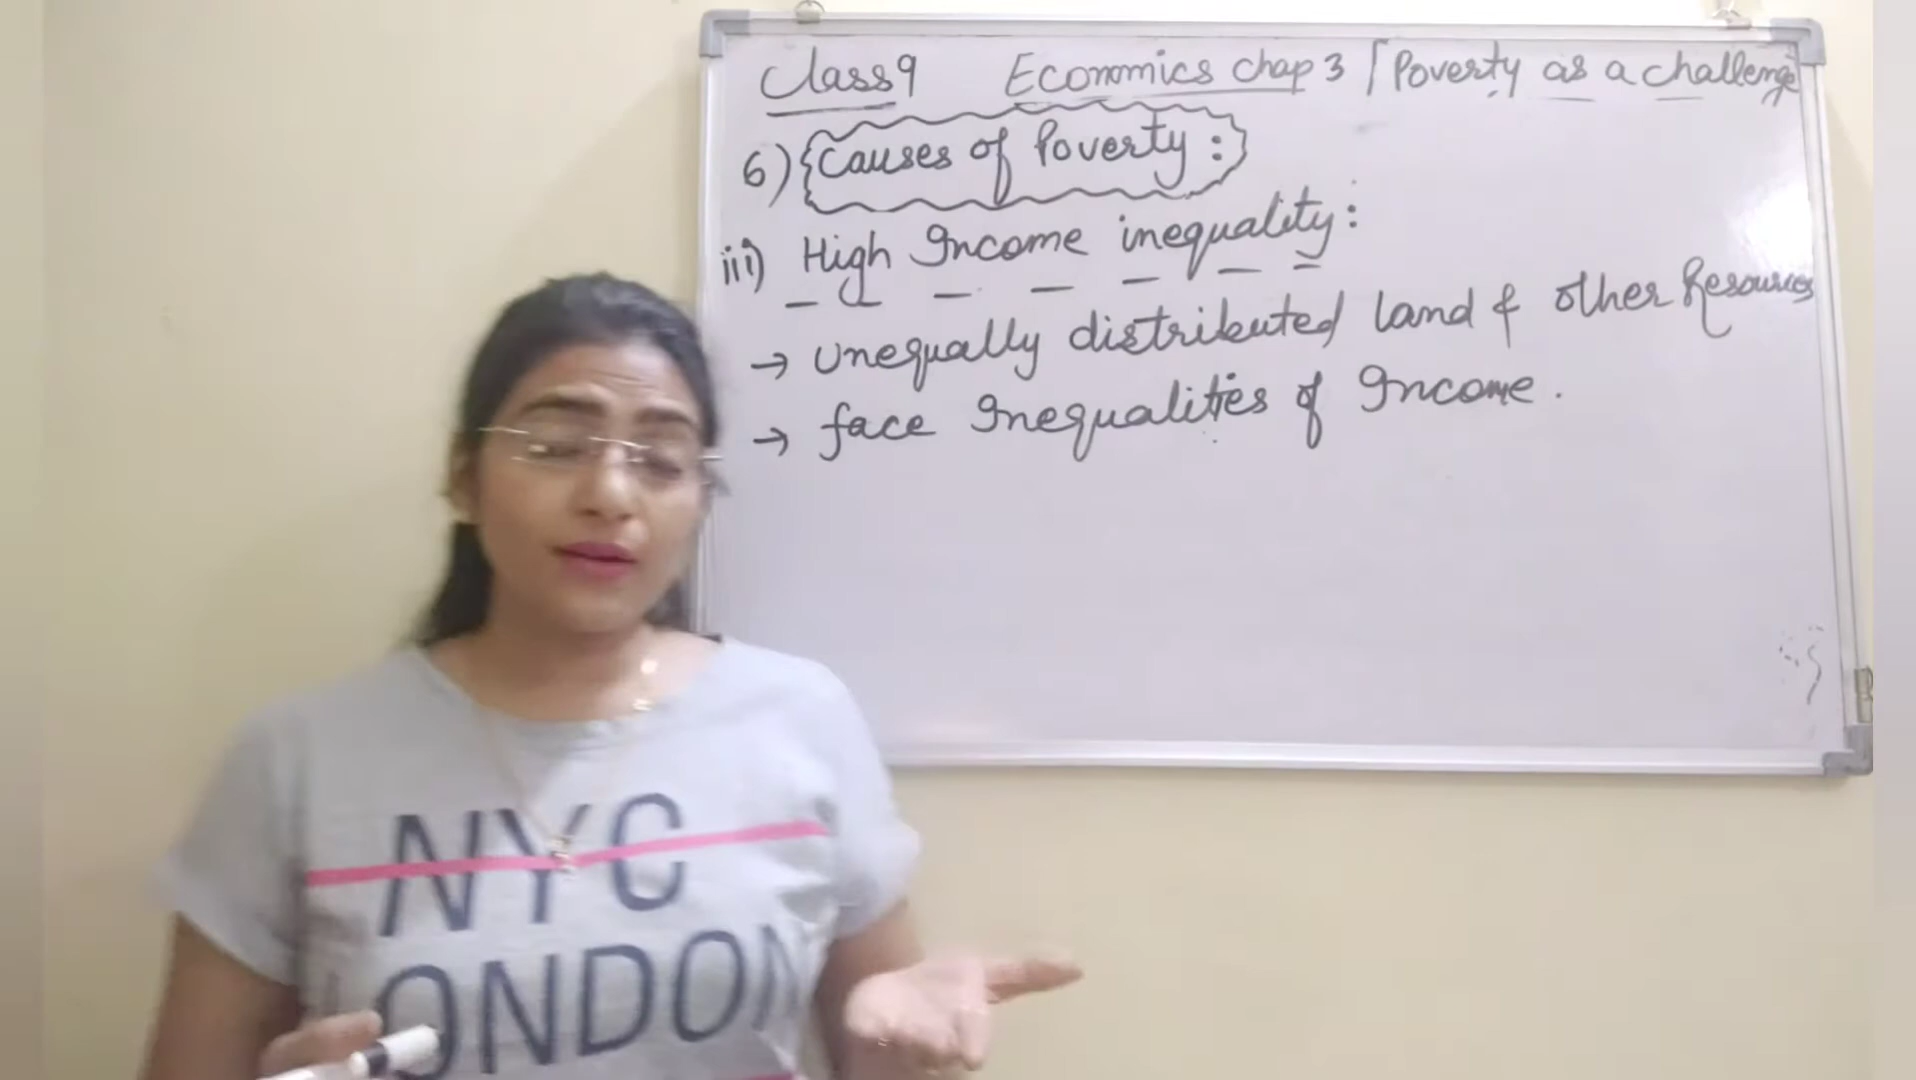 Class 9 Economics Chap 3 / Poverty as a challenge
6) Causes of Poverty :
iii) High Income inequality :
→ unequally distributed land & other Resources
→ face Inequalities of Income.
NYC
LONDON